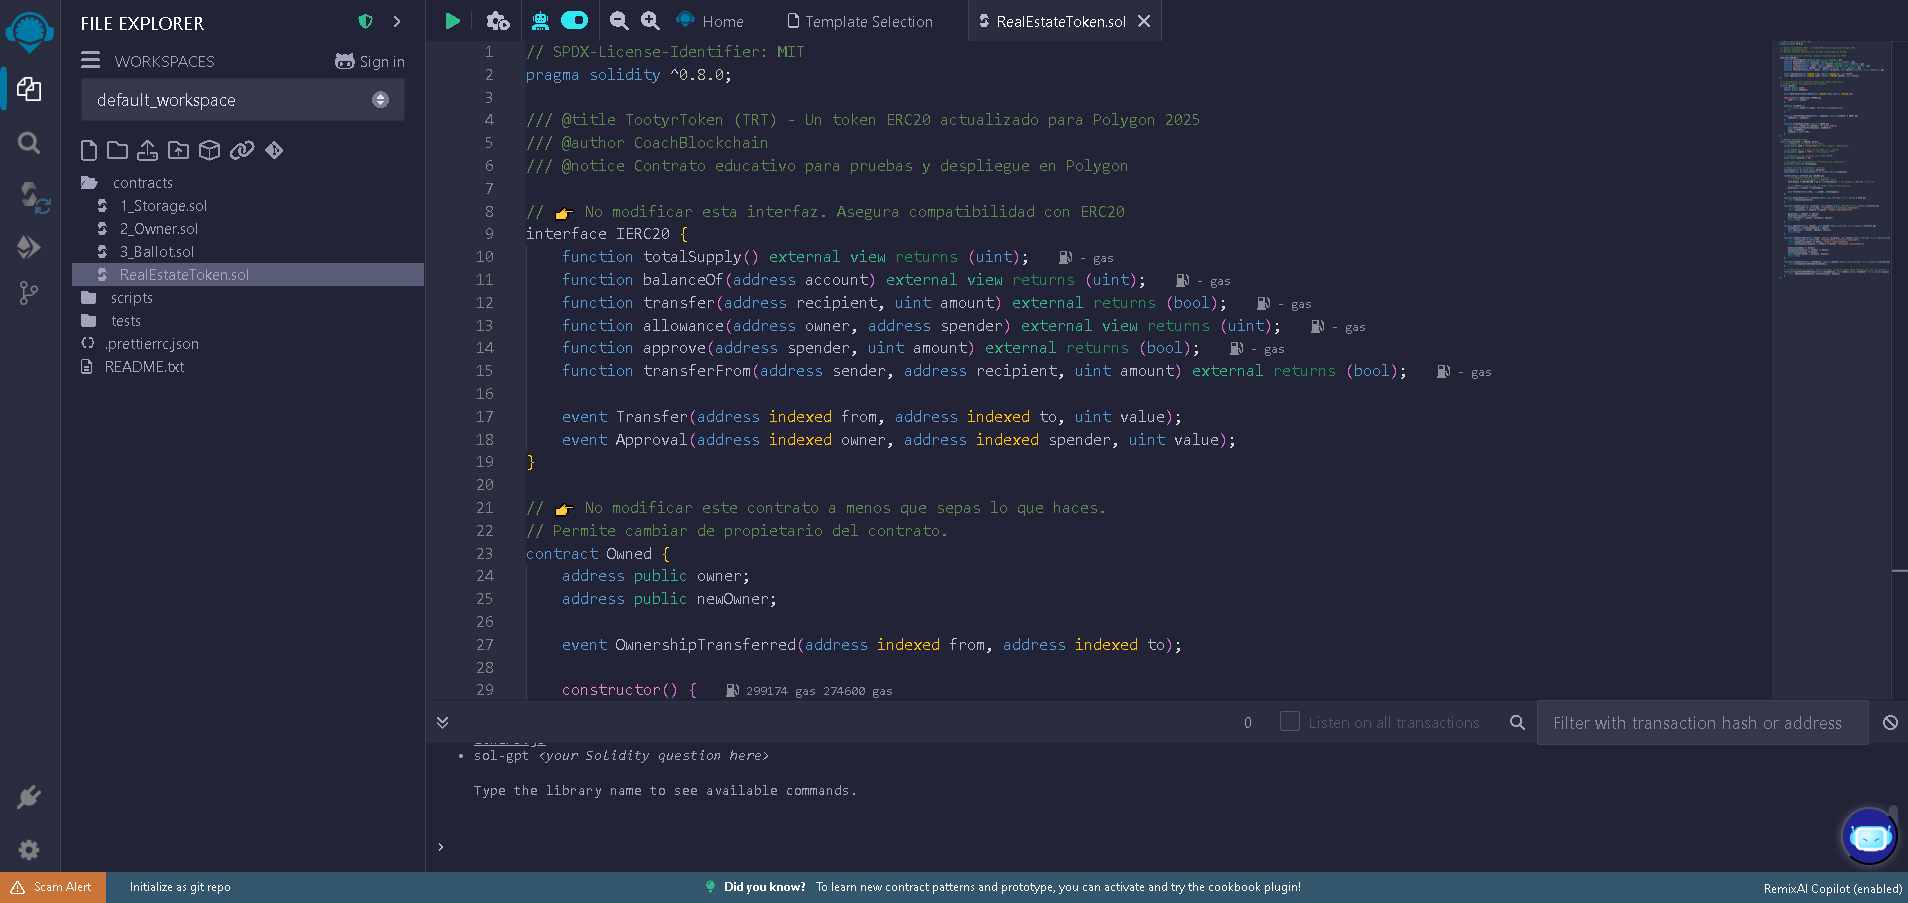 FILE EXPLORER
WORKSPACES
Sign in
default_workspace
contracts
1_Storage.sol
2_Owner.sol
3_Ballot.sol
RealEstateToken.sol
scripts
tests
.prettierrc.json
README.txt
Home
Template Selection
RealEstateToken.sol
1 // SPDX-License-Identifier: MIT
2 pragma solidity ^0.8.0;
3
4 /// @title TootyrToken (TRT) - Un token ERC20 actualizado para Polygon 2025
5 /// @author CoachBlockchain
6 /// @notice Contrato educativo para pruebas y despliegue en Polygon
7
8 // 👉 No modificar esta interfaz. Asegura compatibilidad con ERC20
9 interface IERC20 {
10 function totalSupply() external view returns (uint); - gas
11 function balanceOf(address account) external view returns (uint); - gas
12 function transfer(address recipient, uint amount) external returns (bool); - gas
13 function allowance(address owner, address spender) external view returns (uint); - gas
14 function approve(address spender, uint amount) external returns (bool); - gas
15 function transferFrom(address sender, address recipient, uint amount) external returns (bool); - gas
16
17 event Transfer(address indexed from, address indexed to, uint value);
18 event Approval(address indexed owner, address indexed spender, uint value);
19 }
20
21 // 👉 No modificar este contrato a menos que sepas lo que haces.
22 // Permite cambiar de propietario del contrato.
23 contract Owned {
24 address public owner;
25 address public newOwner;
26
27 event OwnershipTransferred(address indexed from, address indexed to);
28
29 constructor() { 299174 gas 274600 gas
0
Listen on all transactions
Filter with transaction hash or address
• sol-gpt <your Solidity question here>
Type the library name to see available commands.
>
Scam Alert
Initialize as git repo
Did you know? To learn new contract patterns and prototype, you can activate and try the cookbook plugin!
RemixAI Copilot (enabled)